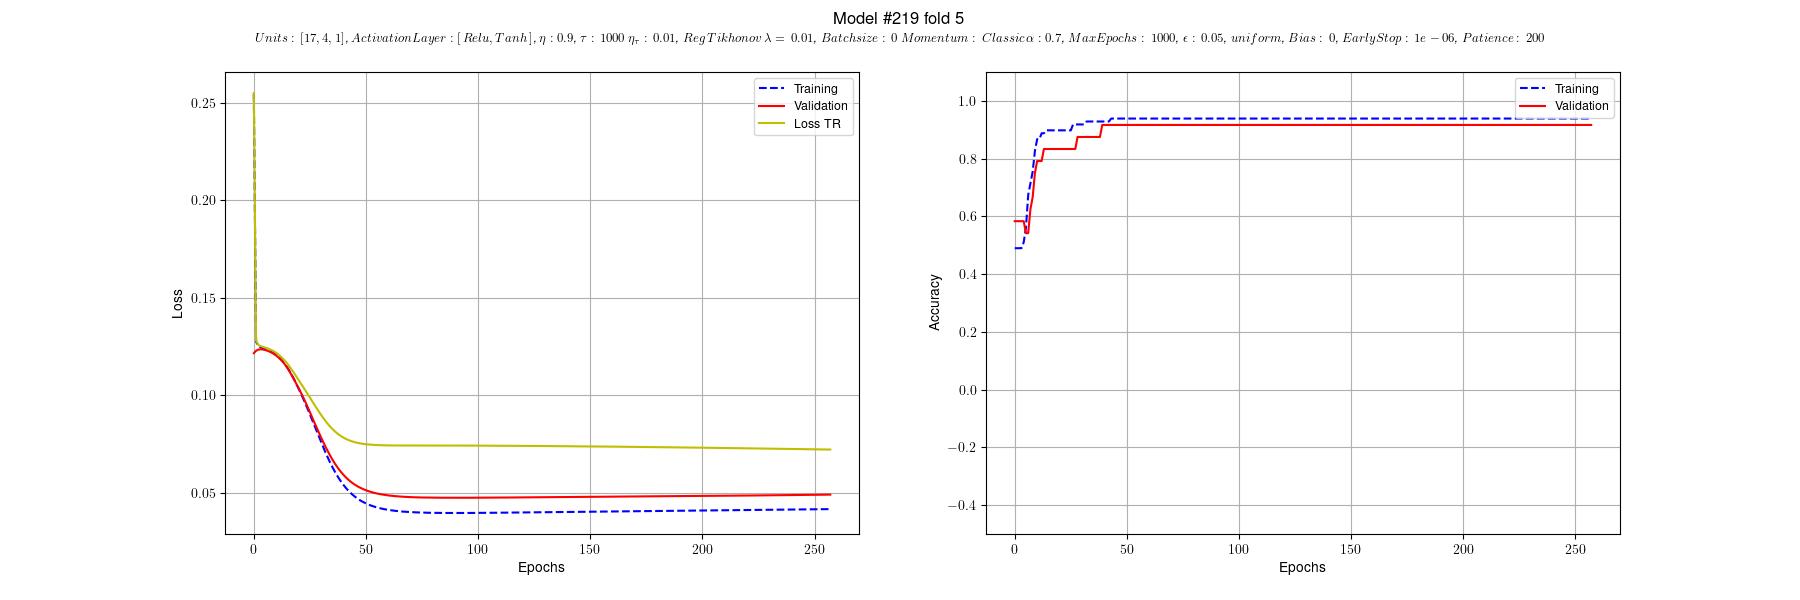 Model #219 fold 5
Units : [17, 4, 1], ActivationLayer : [ Relu, Tanh ], η : 0.9, τ : 1000 ητ : 0.01, RegTikhonov λ = 0.01, Batchsize : 0 Momentum : Classic α : 0.7, MaxEpochs : 1000, ϵ : 0.05, uniform, Bias : 0, EarlyStop : 1e − 06, Patience : 200
Training
Validation
Loss TR
0.25
0.20
0.15
0.10
0.05
Loss
0 50 100 150 200 250
Epochs
Training
Validation
1.0
0.8
0.6
0.4
0.2
0.0
−0.2
−0.4
Accuracy
0 50 100 150 200 250
Epochs